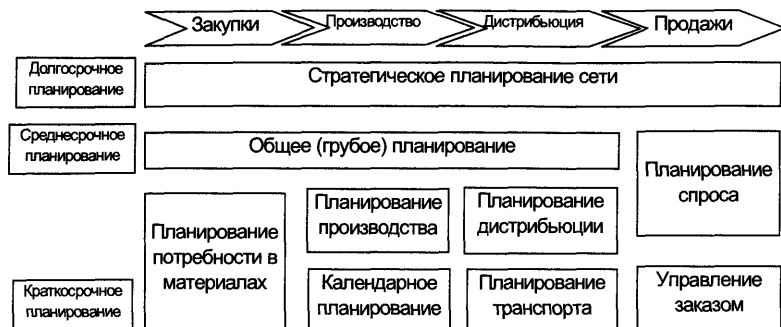 Закупки
Производство
Дистрибьюция
Продажи
Долгосрочное
планирование
Стратегическое планирование сети
Среднесрочное
планирование
Общее (грубое) планирование
Планирование
спроса
Планирование
потребности в
материалах
Планирование
производства
Планирование
дистрибьюции
Краткосрочное
планирование
Календарное
планирование
Планирование
транспорта
Управление
заказом